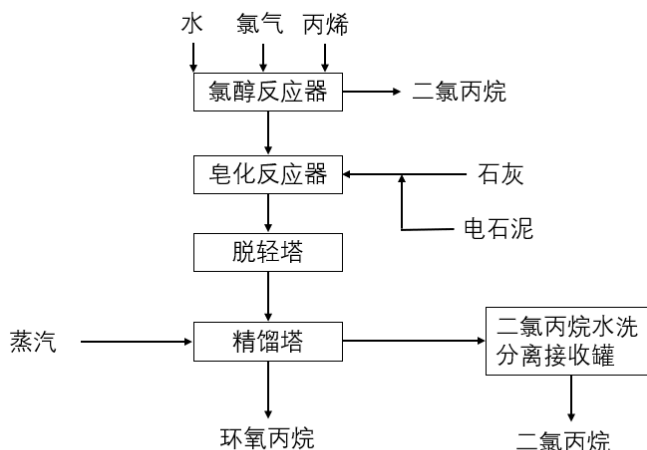 水
氯气
丙烯
氯醇反应器
二氯丙烷
皂化反应器
石灰
电石泥
脱轻塔
蒸汽
精馏塔
二氯丙烷水洗
分离接收罐
环氧丙烷
二氯丙烷